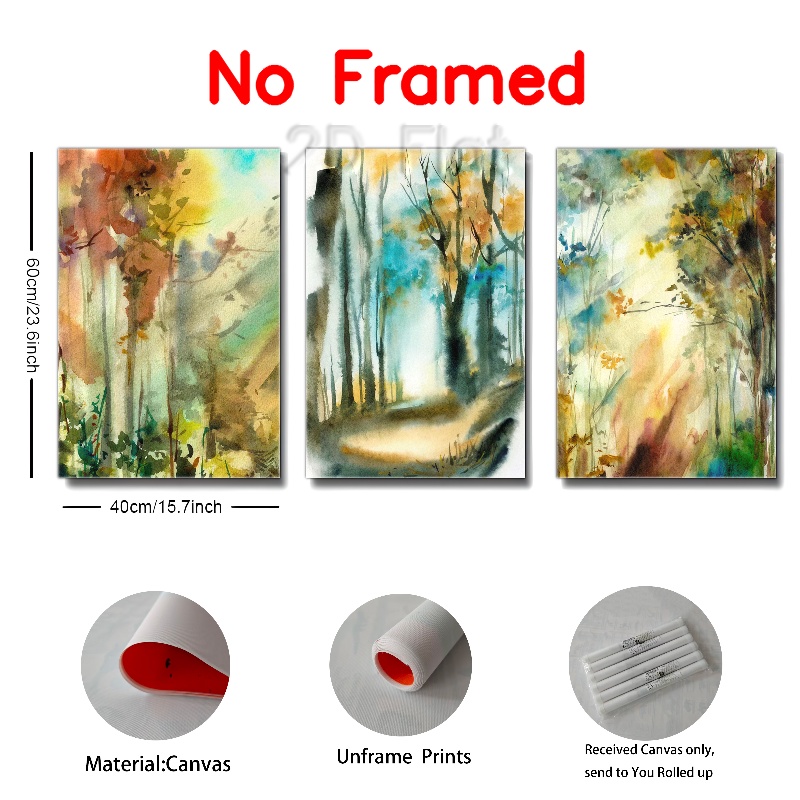 No Framed
2D Flat
60cm/23.6inch
40cm/15.7inch
Material:Canvas
Unframe Prints
Received Canvas only,
send to You Rolled up